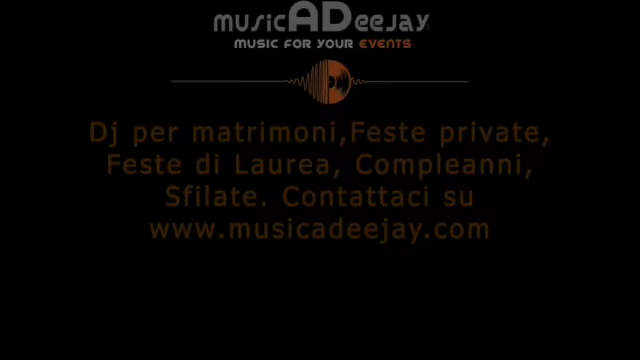 musicADeejay
MUSIC FOR YOUR EVENTS
Dj per matrimoni,Feste private,
Feste di Laurea, Compleanni,
Sfilate. Contattaci su
www.musicadeejay.com